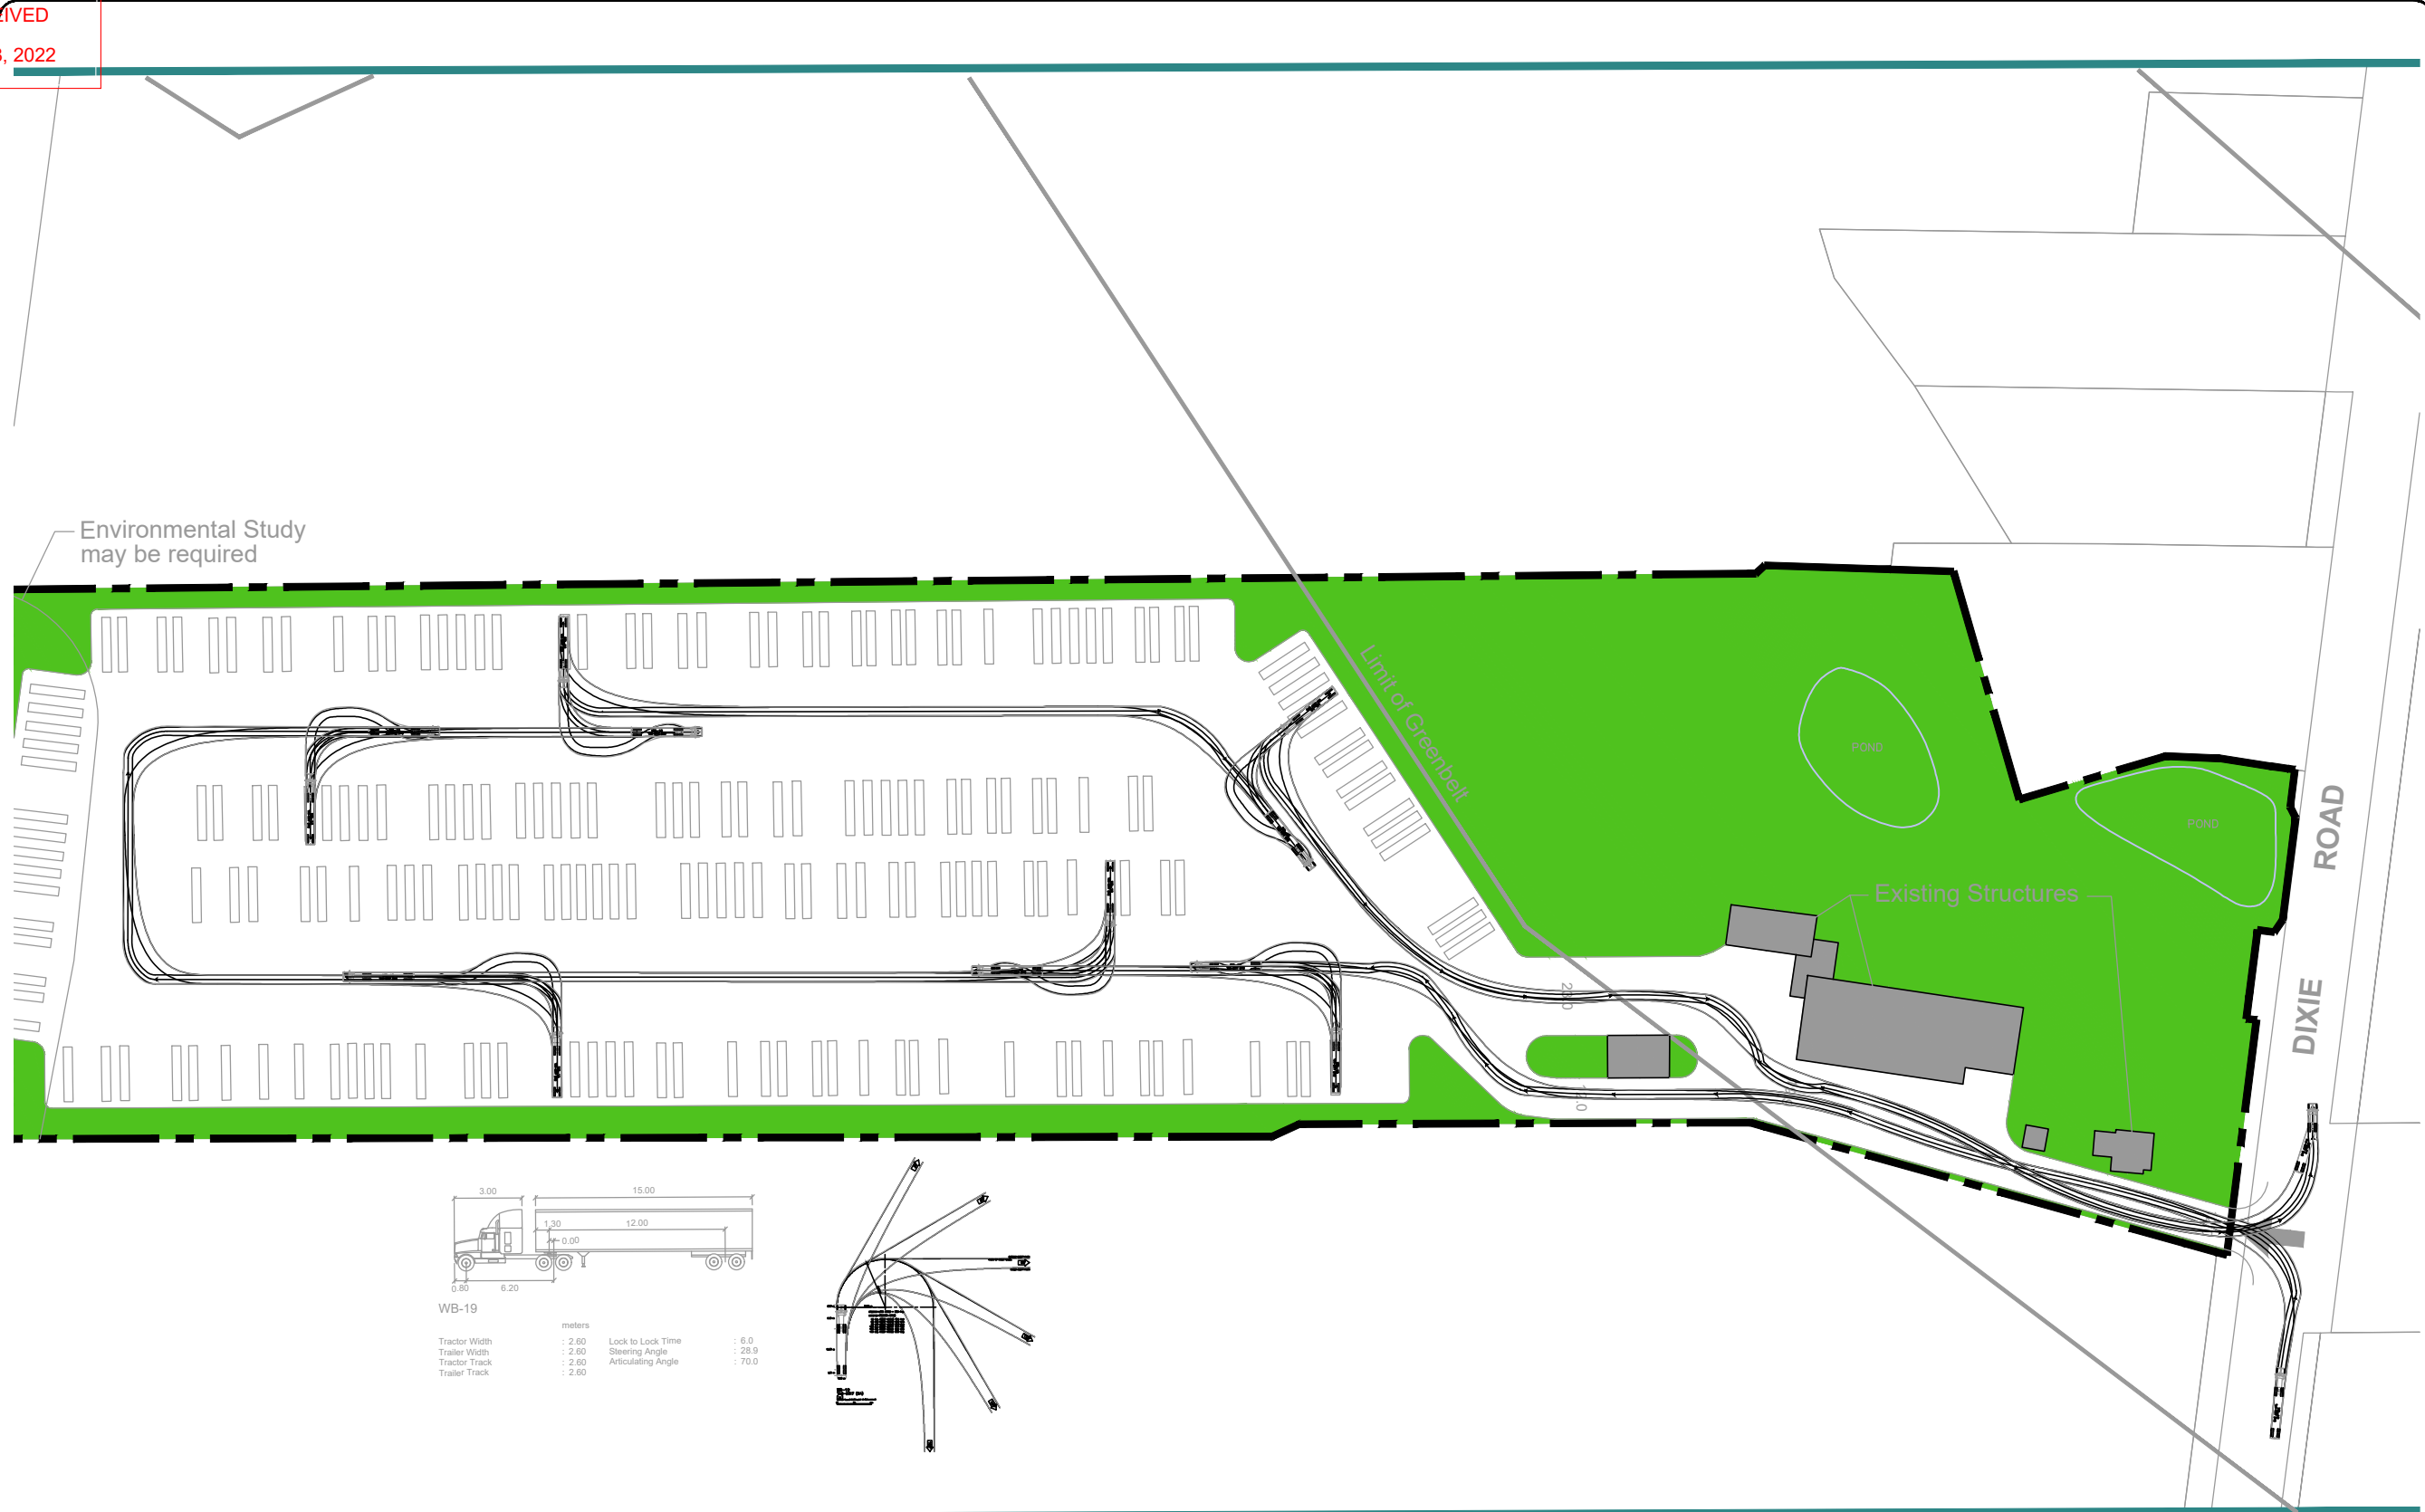 IVED
, 2022
Environmental Study
may be required
Limit of Greenbelt
POND
POND
ROAD
Existing Structures
DIXIE
20.0
3.00
15.00
1.30
12.00
0.00
0.80
6.20
WB-19
meters
Tractor Width : 2.60 Lock to Lock Time : 6.0
Trailer Width : 2.60 Steering Angle : 28.9
Tractor Track : 2.60 Articulating Angle : 70.0
Trailer Track : 2.60